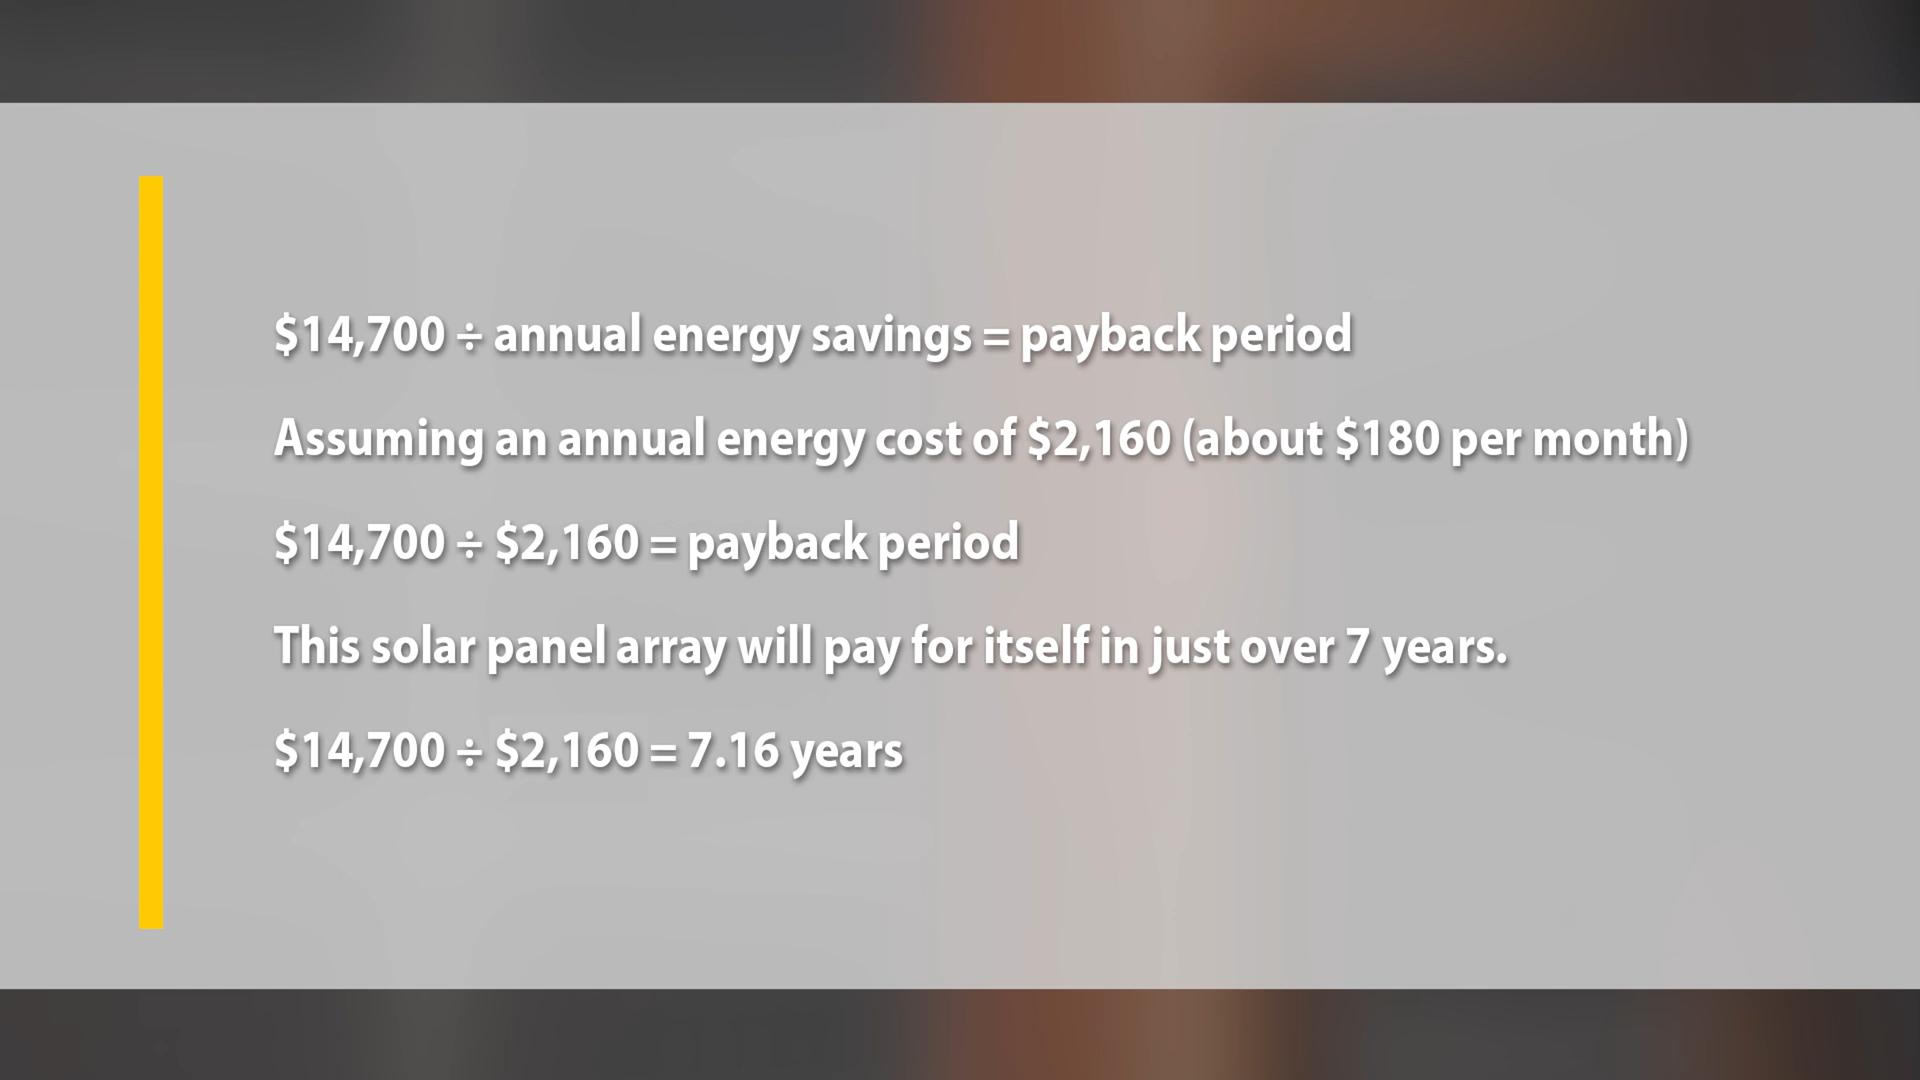 $14,700 ÷ annual energy savings = payback period
Assuming an annual energy cost of $2,160 (about $180 per month)
$14,700 ÷ $2,160 = payback period
This solar panel array will pay for itself in just over 7 years.
$14,700 ÷ $2,160 = 7.16 years